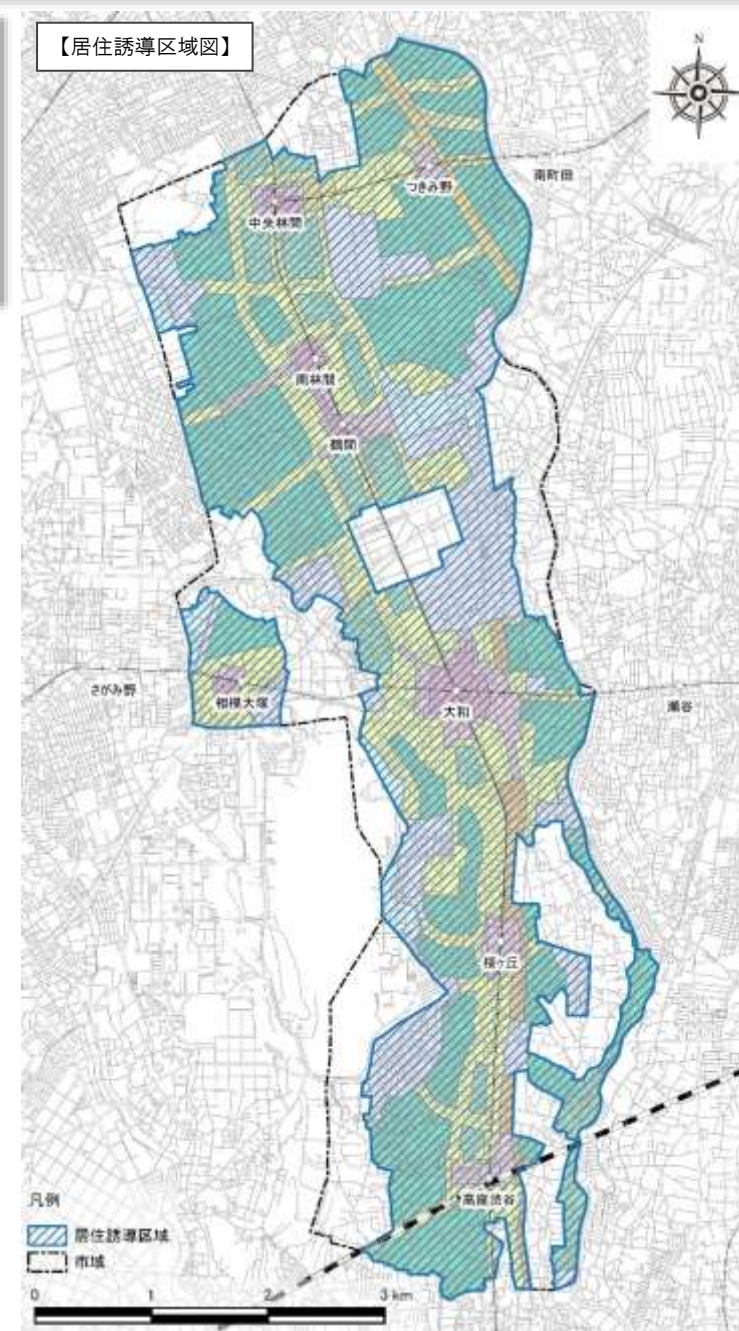 【居住誘導区域図】
N
南町田
つきみ野
中央林間
南林間
鶴間
さがみ野
相模大塚
大和
瀬谷
桜ヶ丘
高座渋谷
凡例
居住誘導区域
市域
0 1 2 3 km